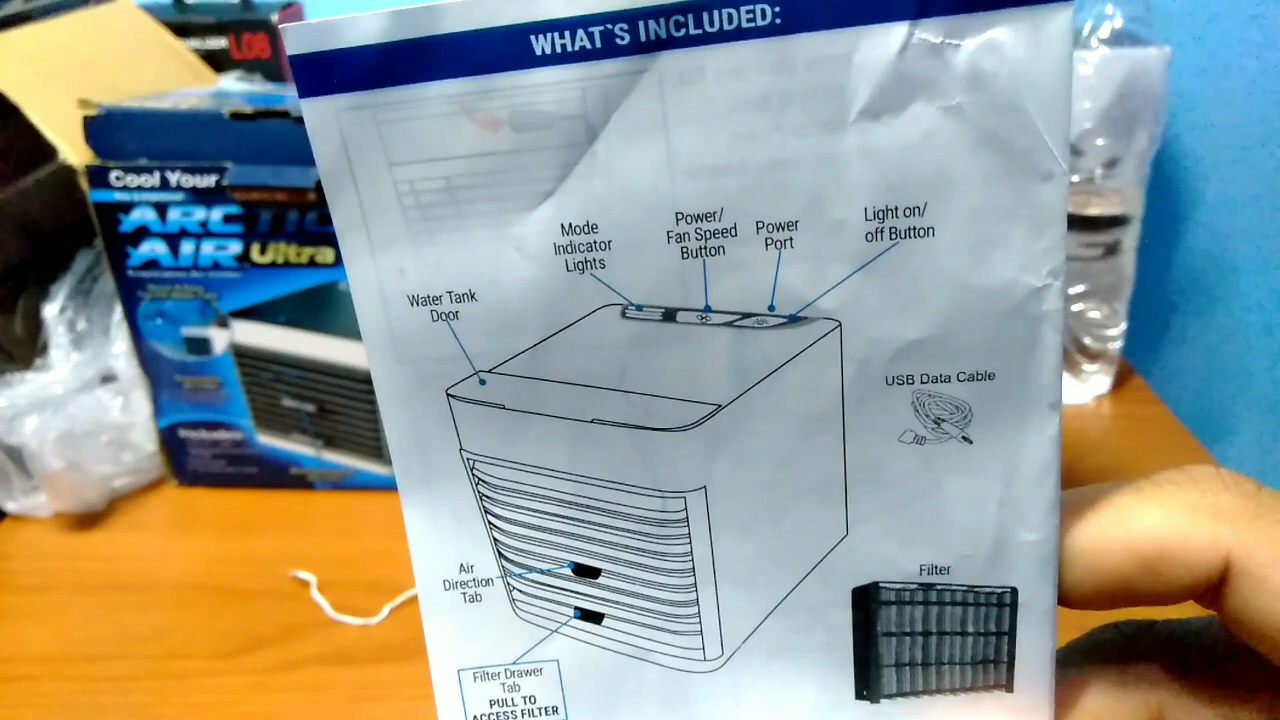 WHAT`S INCLUDED:
Mode
Indicator
Lights
Power/
Fan Speed
Button
Power
Port
Light on/
off Button
Water Tank
Door
USB Data Cable
Air
Direction
Tab
Filter
Filter Drawer
Tab
PULL TO
ACCESS FILTER
Cool Your
ARCTIC
AIR Ultra